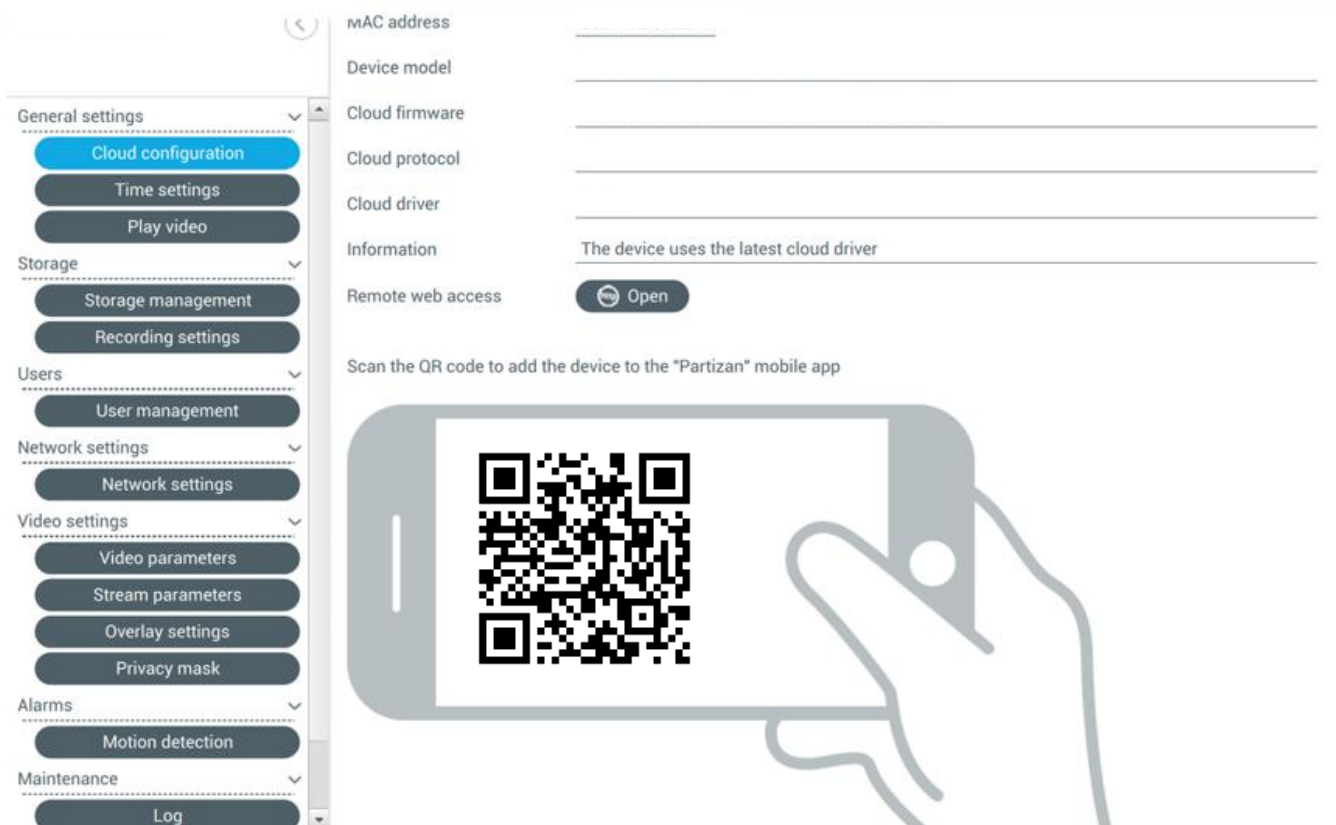 MAC address
Device model
Cloud firmware
Cloud protocol
Cloud driver
Information The device uses the latest cloud driver
Remote web access Open
Scan the QR code to add the device to the "Partizan" mobile app
General settings
Cloud configuration
Time settings
Play video
Storage
Storage management
Recording settings
Users
User management
Network settings
Network settings
Video settings
Video parameters
Stream parameters
Overlay settings
Privacy mask
Alarms
Motion detection
Maintenance
Log